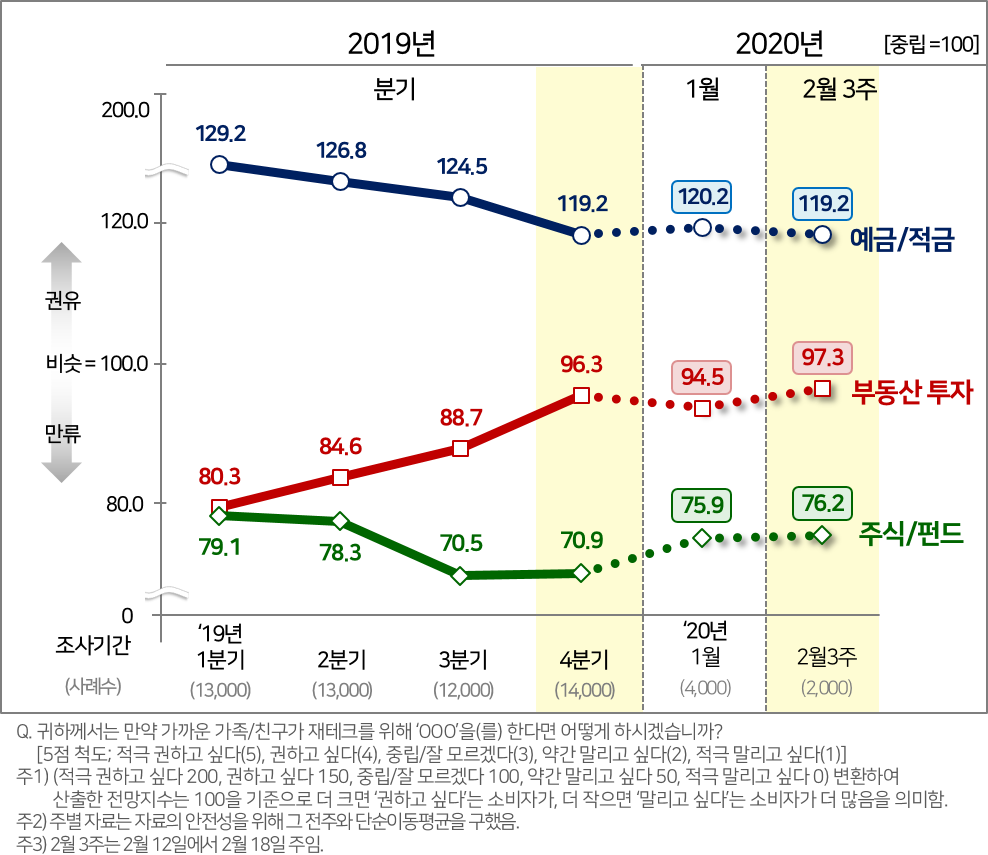 2019년 2020년 [중립=100]
분기 1월 2월 3주
200.0
129.2 126.8 124.5 119.2 120.2 119.2
120.0
예금/적금
권유
비슷 = 100.0
96.3 94.5 97.3
부동산 투자
만류
80.3 84.6 88.7
80.0
75.9 76.2
79.1 78.3 70.5 70.9
주식/펀드
0
조사기간 ‘19년 1분기 2분기 3분기 4분기 ‘20년 1월 2월3주
(사례수) (13,000) (13,000) (12,000) (14,000) (4,000) (2,000)
Q. 귀하께서는 만약 가까운 가족/친구가 재테크를 위해 ‘OOO’을(를) 한다면 어떻게 하시겠습니까?
[5점 척도; 적극 권하고 싶다(5), 권하고 싶다(4), 중립/잘 모르겠다(3), 약간 말리고 싶다(2), 적극 말리고 싶다(1)]
주1) (적극 권하고 싶다 200, 권하고 싶다 150, 중립/잘 모르겠다 100, 약간 말리고 싶다 50, 적극 말리고 싶다 0) 변환하여
산출한 전망지수는 100을 기준으로 더 크면 ‘권하고 싶다’는 소비자가, 더 작으면 ‘말리고 싶다’는 소비자가 더 많음을 의미함.
주2) 주별 자료는 자료의 안전성을 위해 그 전주와 단순이동평균을 구했음.
주3) 2월 3주는 2월 12일에서 2월 18일 주임.